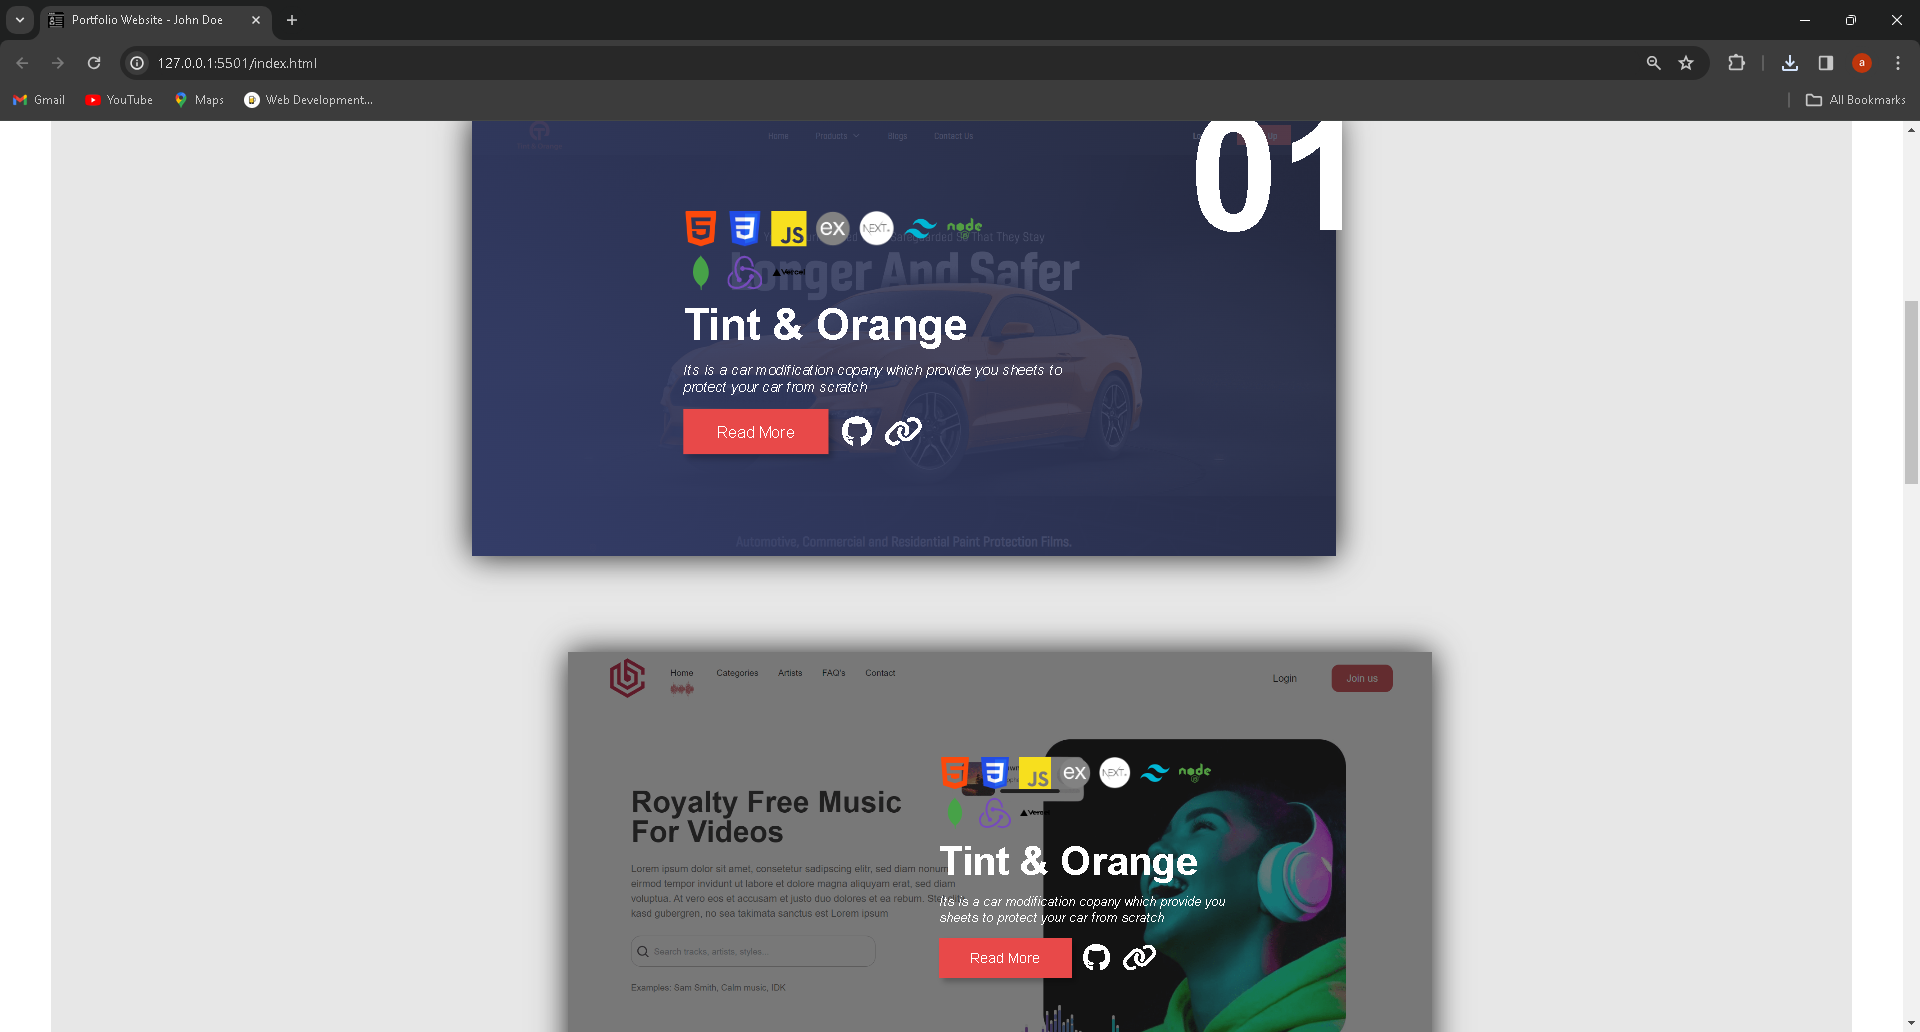 Portfolio Website - John Doe
127.0.0.1:5501/index.html
Gmail YouTube Maps Web Development... All Bookmarks
Home Products Blogs Contact Us
01
JS ex NEXT node
That They Stay
Longer And Safer
Vercel
Tint & Orange
Its is a car modification copany which provide you sheets to
protect your car from scratch
Read More
Automotive, Commercial and Residential Paint Protection Films.
Home Categories Artists FAQ's Contact Login Join us
JS ex NEXT node
Vercel
Royalty Free Music
For Videos
Tint & Orange
Lorem ipsum dolor sit amet, consetetur sadipscing elitr, sed diam nonum
eirmod tempor invidunt ut labore et dolore magna aliquyam erat, sed diam
voluptua. At vero eos et accusam et justo duo dolores et ea rebum.
kasd gubergren, no sea takimata sanctus est Lorem ipsum
Its is a car modification copany which provide you
sheets to protect your car from scratch
Search tracks, artists, styles...
Read More
Examples: Sam Smith, Calm music, IDK